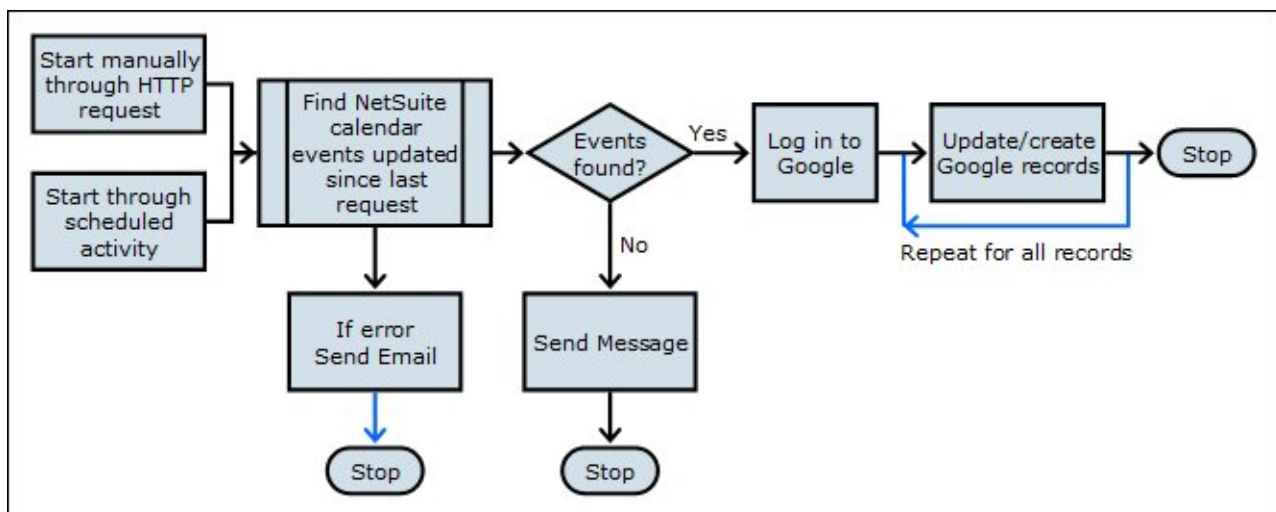 Start manually
through HTTP
request
Start through
scheduled
activity
Find NetSuite
calendar
events updated
since last
request
Events
found?
Yes
Log in to
Google
Update/create
Google records
Stop
Repeat for all records
No
If error
Send Email
Send Message
Stop
Stop